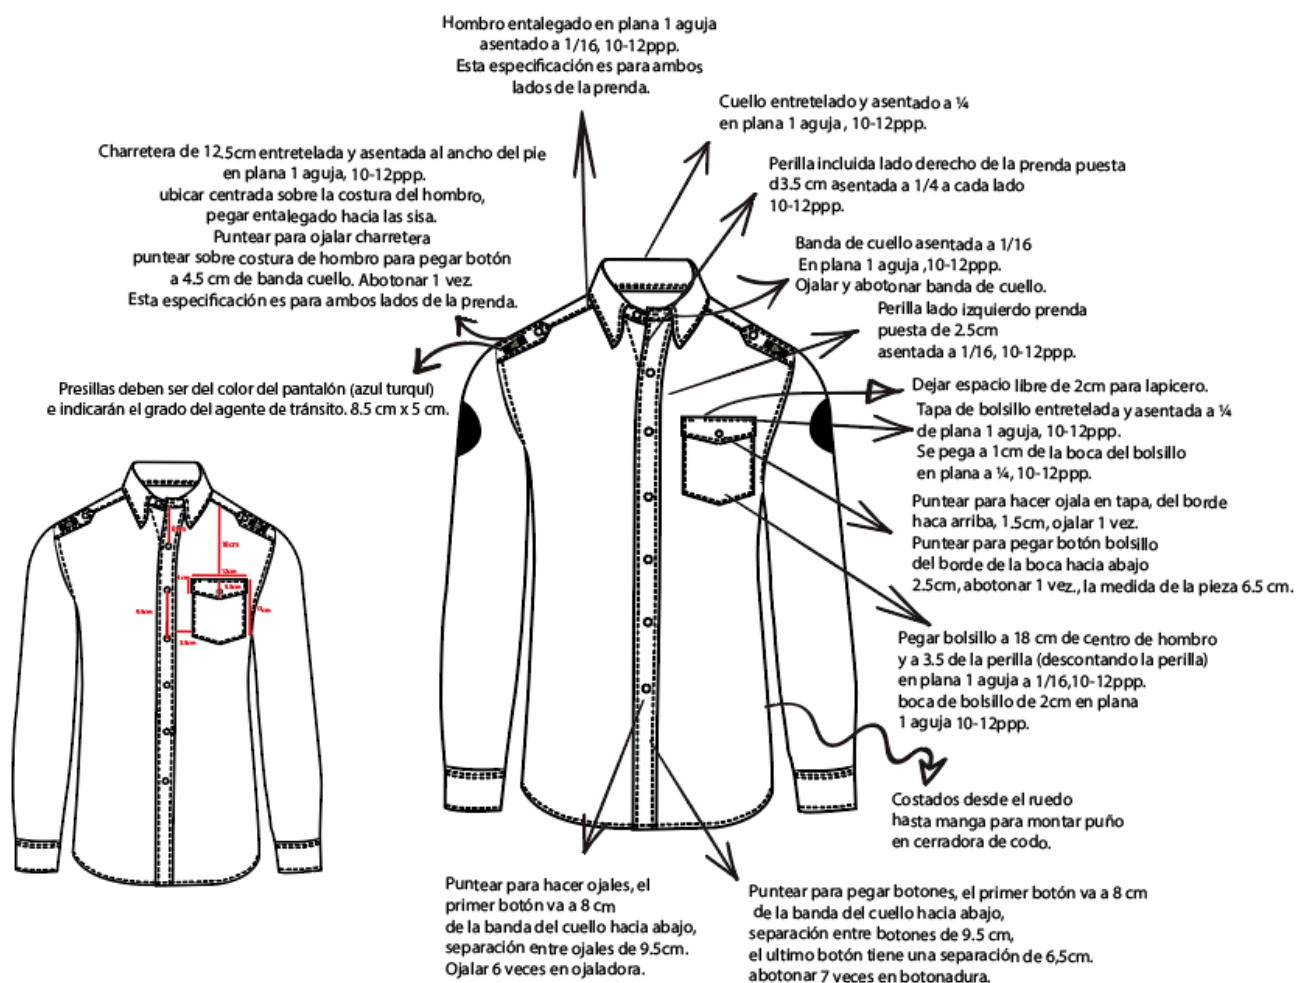 Hombro entalegado en plana 1 aguja
asentado a 1/16, 10-12ppp.
Esta especificación es para ambos
lados de la prenda.
Cuello entretelado y asentado a ¼
en plana 1 aguja , 10-12ppp.
Charretera de 12.5cm entretelada y asentada al ancho del pie
en plana 1 aguja, 10-12ppp.
ubicar centrada sobre la costura del hombro,
pegar entalegado hacia las sisa.
Puntear para ojalar charretera
puntear sobre costura de hombro para pegar botón
a 4.5 cm de banda cuello. Abotonar 1 vez.
Esta especificación es para ambos lados de la prenda.
Perilla incluida lado derecho de la prenda puesta
d3.5 cm asentada a 1/4 a cada lado
10-12ppp.
Banda de cuello asentada a 1/16
En plana 1 aguja ,10-12ppp.
Ojalar y abotonar banda de cuello.
Perilla lado izquierdo prenda
puesta de 2.5cm
asentada a 1/16, 10-12ppp.
Presillas deben ser del color del pantalón (azul turquí)
e indicarán el grado del agente de tránsito. 8.5 cm x 5 cm.
Dejar espacio libre de 2cm para lapicero.
Tapa de bolsillo entretelada y asentada a ¼
de plana 1 aguja, 10-12ppp.
Se pega a 1cm de la boca del bolsillo
en plana a ¼, 10-12ppp.
Puntear para hacer ojala en tapa, del borde
haca arriba, 1.5cm, ojalar 1 vez.
Puntear para pegar botón bolsillo
del borde de la boca hacia abajo
2.5cm, abotonar 1 vez., la medida de la pieza 6.5 cm.
18cm
12cm
9.5cm
3.5cm
Pegar bolsillo a 18 cm de centro de hombro
y a 3.5 de la perilla (descontando la perilla)
en plana 1 aguja a 1/16,10-12ppp.
boca de bolsillo de 2cm en plana
1 aguja 10-12ppp.
Costados desde el ruedo
hasta manga para montar puño
en cerradora de codo.
Puntear para hacer ojales, el
primer botón va a 8 cm
de la banda del cuello hacia abajo,
separación entre ojales de 9.5cm.
Ojalar 6 veces en ojaladora.
Puntear para pegar botones, el primer botón va a 8 cm
de la banda del cuello hacia abajo,
separación entre botones de 9.5 cm,
el ultimo botón tiene una separación de 6,5cm.
abotonar 7 veces en botonadura.